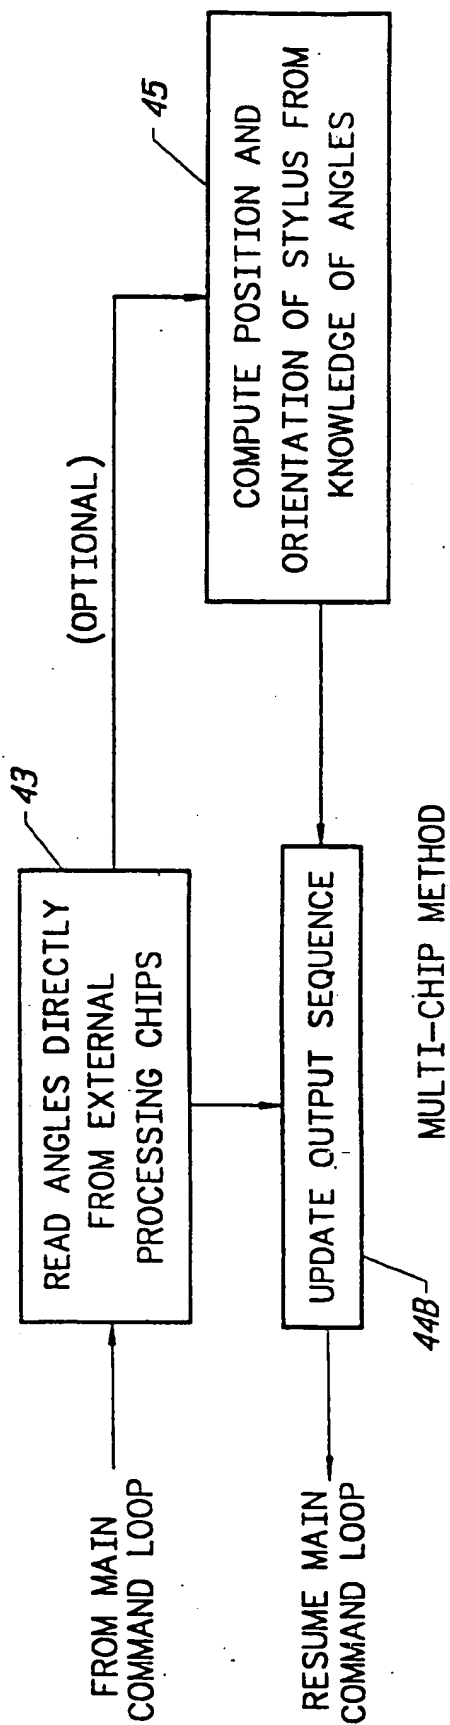 FROM MAIN
COMMAND LOOP
READ ANGLES DIRECTLY
FROM EXTERNAL
PROCESSING CHIPS
43
(OPTIONAL)
45
COMPUTE POSITION AND
ORIENTATION OF STYLUS FROM
KNOWLEDGE OF ANGLES
UPDATE OUTPUT SEQUENCE
44B
RESUME MAIN
COMMAND LOOP
MULTI-CHIP METHOD